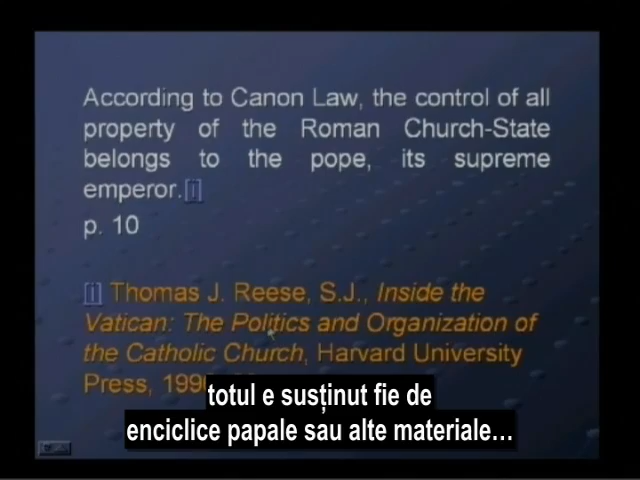 According to Canon Law, the control of all
property of the Roman Church-State
belongs to the pope, its supreme
emperor.[i]
p. 10
[i] Thomas J. Reese, S.J., Inside the
Vatican: The Politics and Organization of
the Catholic Church, Harvard University
Press,
totul e susținut fie de
enciclice papale sau alte materiale...